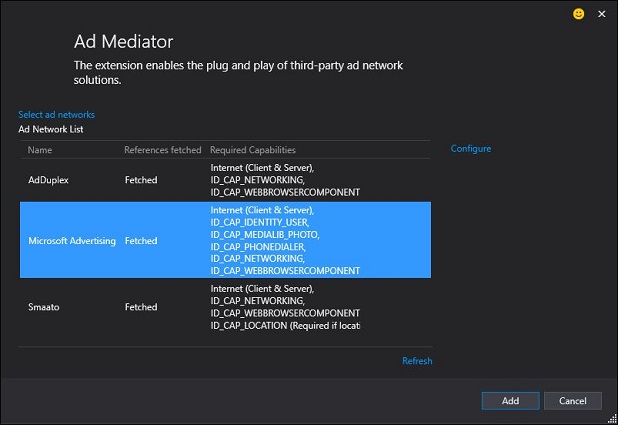 Ad Mediator
The extension enables the plug and play of third-party ad network
solutions.
Select ad networks
Ad Network List
Name References fetched Required Capabilities
Configure
Internet (Client & Server),
AdDuplex Fetched ID_CAP_NETWORKING,
ID_CAP_WEBBROWSERCOMPONENT
Internet (Client & Server),
ID_CAP_IDENTITY_USER,
ID_CAP_MEDIALIB_PHOTO,
Microsoft Advertising Fetched ID_CAP_PHONEDIALER,
ID_CAP_NETWORKING,
ID_CAP_WEBBROWSERCOMPONENT
Internet (Client & Server),
ID_CAP_NETWORKING,
Smaato Fetched ID_CAP_WEBBROWSERCOMPONENT
ID_CAP_LOCATION (Required if locati
Refresh
Add Cancel